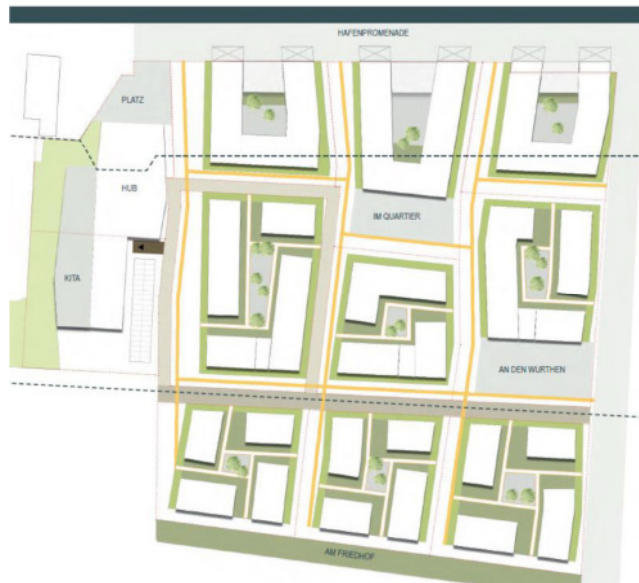 HAFENPROMENADE
PLATZ
HUB
IM QUARTIER
KITA
AN DEN WURTHEN
AM FRIEDHOF